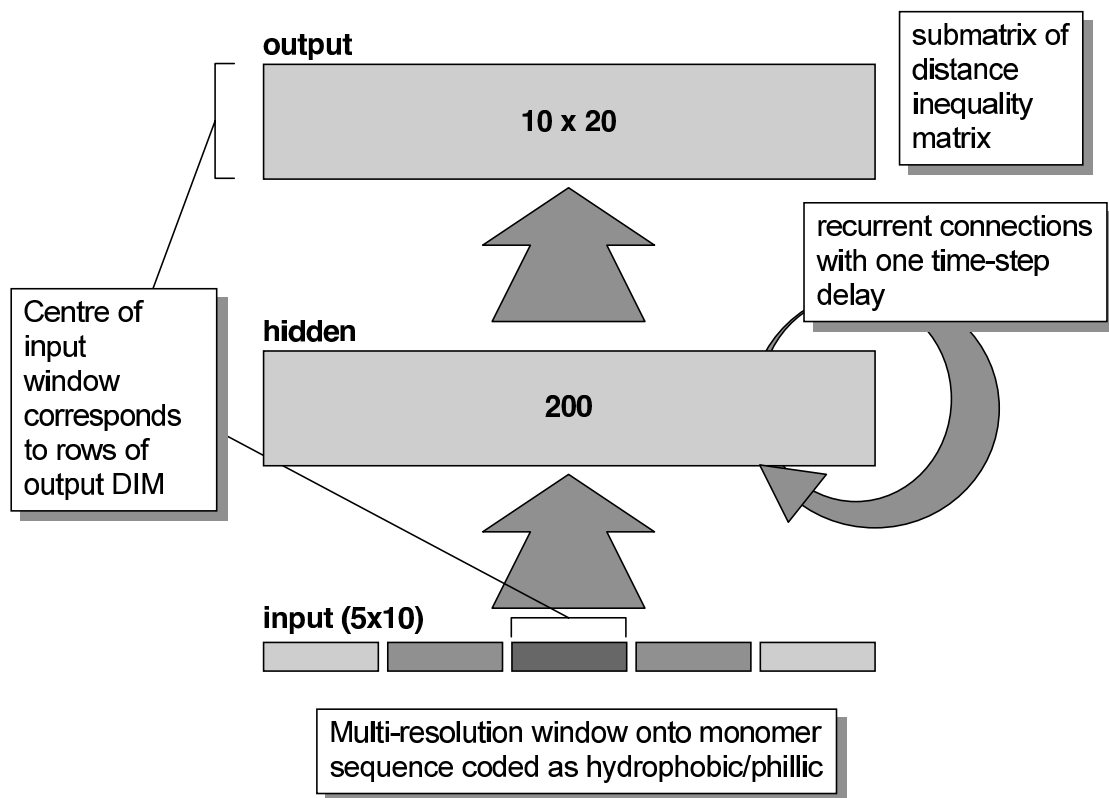 output
10 x 20
submatrix of
distance
inequality
matrix
recurrent connections
with one time-step
delay
Centre of
input
window
corresponds
to rows of
output DIM
hidden
200
input (5x10)
Multi-resolution window onto monomer
sequence coded as hydrophobic/phillic